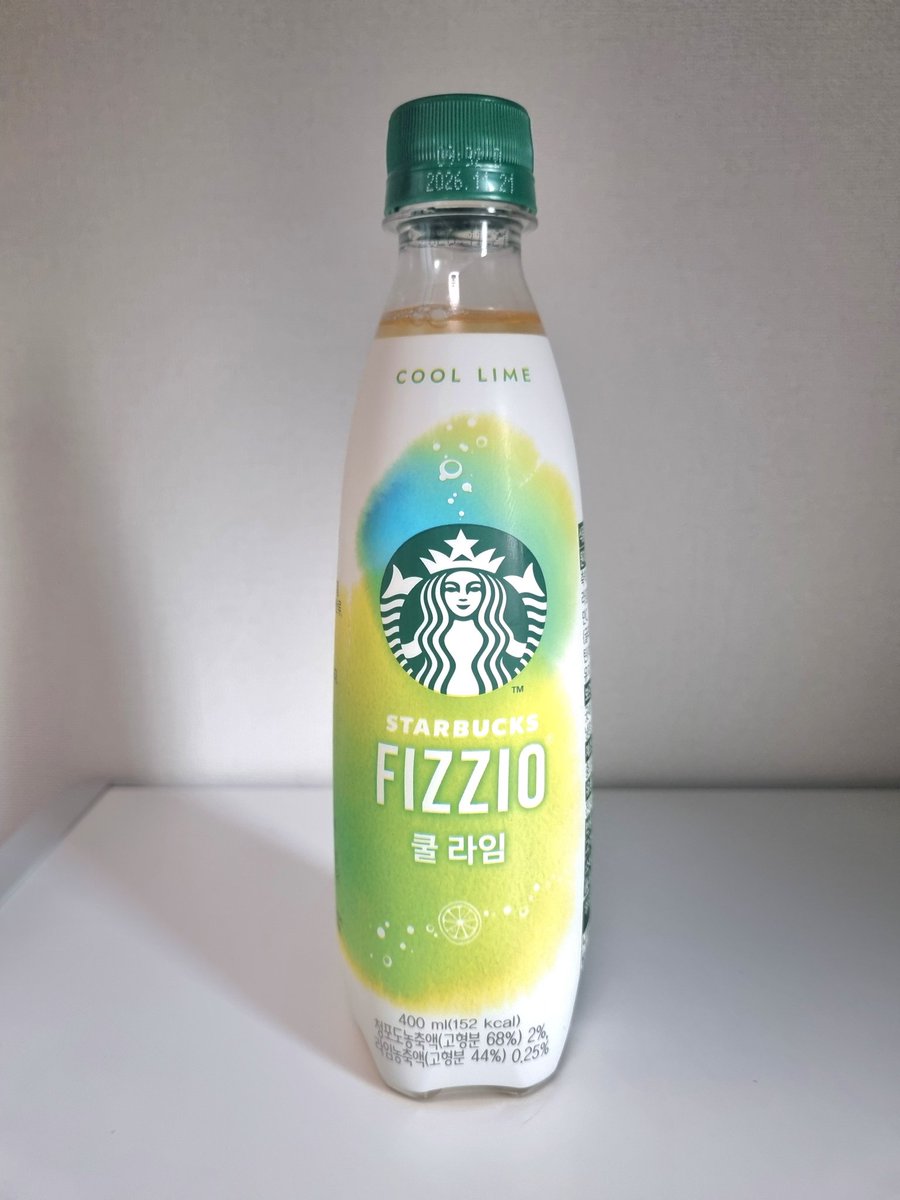 2026.11.21
COOL LIME
TM
STARBUCKS
FIZZIO
쿨 라임
400 ml(152 kcal)
청포도농축액(고형분 68%) 2%,
라임농축액(고형분 44%) 0.25%